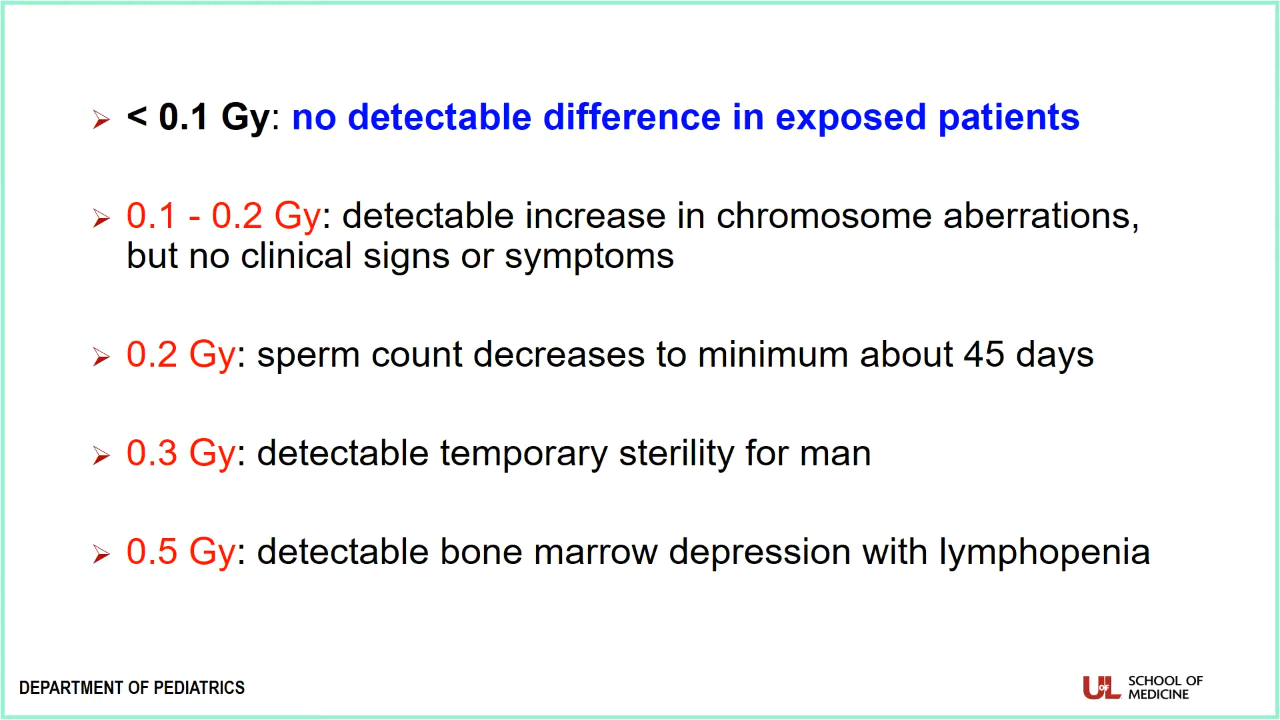 < 0.1 Gy: no detectable difference in exposed patients
0.1 - 0.2 Gy: detectable increase in chromosome aberrations,
but no clinical signs or symptoms
0.2 Gy: sperm count decreases to minimum about 45 days
0.3 Gy: detectable temporary sterility for man
0.5 Gy: detectable bone marrow depression with lymphopenia
DEPARTMENT OF PEDIATRICS
UOFL SCHOOL OF
MEDICINE